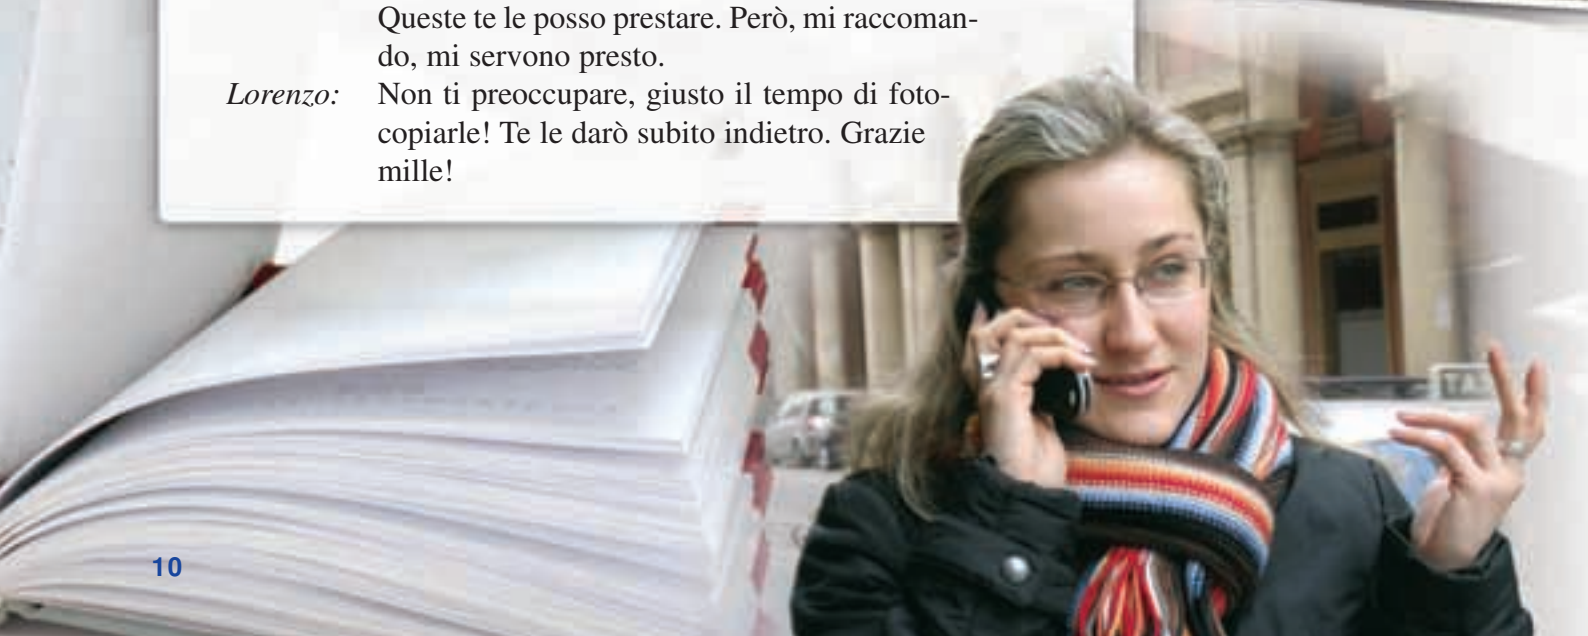 Queste te le posso prestare. Però, mi raccoman-
do, mi servono presto.
Lorenzo: Non ti preoccupare, giusto il tempo di foto-
copiarle! Te le darò subito indietro. Grazie
mille!
TAXI
10